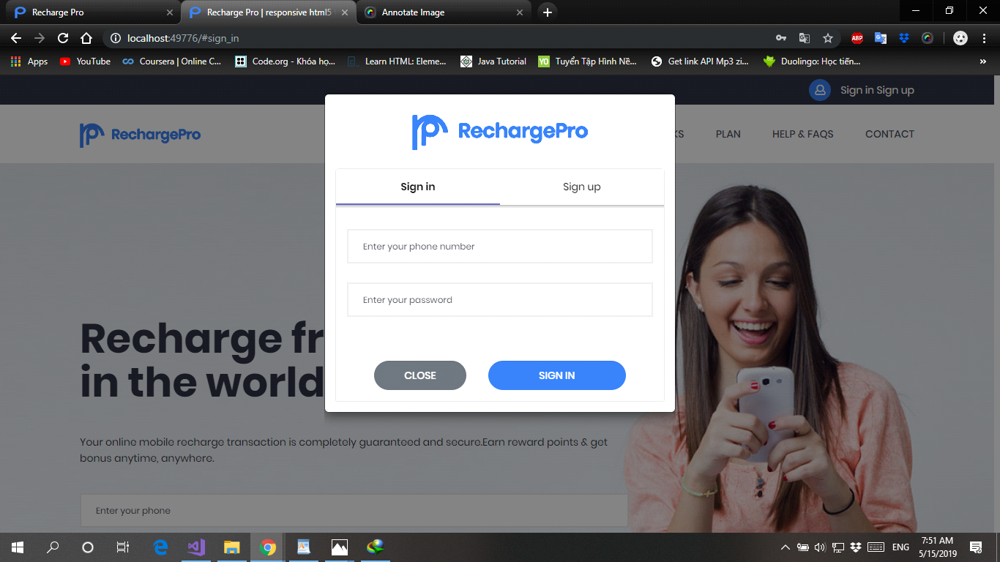 Recharge Pro
Recharge Pro | responsive html5
Annotate Image
localhost:49776/#sign_in
ABP
Apps
YouTube
Coursera | Online C...
Code.org - Khóa họ...
Learn HTML: Eleme...
Java Tutorial
YO
Tuyển Tập Hình Nề...
Get link API Mp3 zi...
Duolingo: Học tiến...
»
Sign in Sign up
RechargePro
KS
PLAN
HELP & FAQS
CONTACT
RechargePro
Sign in
Sign up
Enter your phone number
Enter your password
CLOSE
SIGN IN
Recharge fr
in the world
Your online mobile recharge transaction is completely guaranteed and secure.Earn reward points & get
bonus anytime, anywhere.
Enter your phone
ENG
7:51 AM
5/15/2019